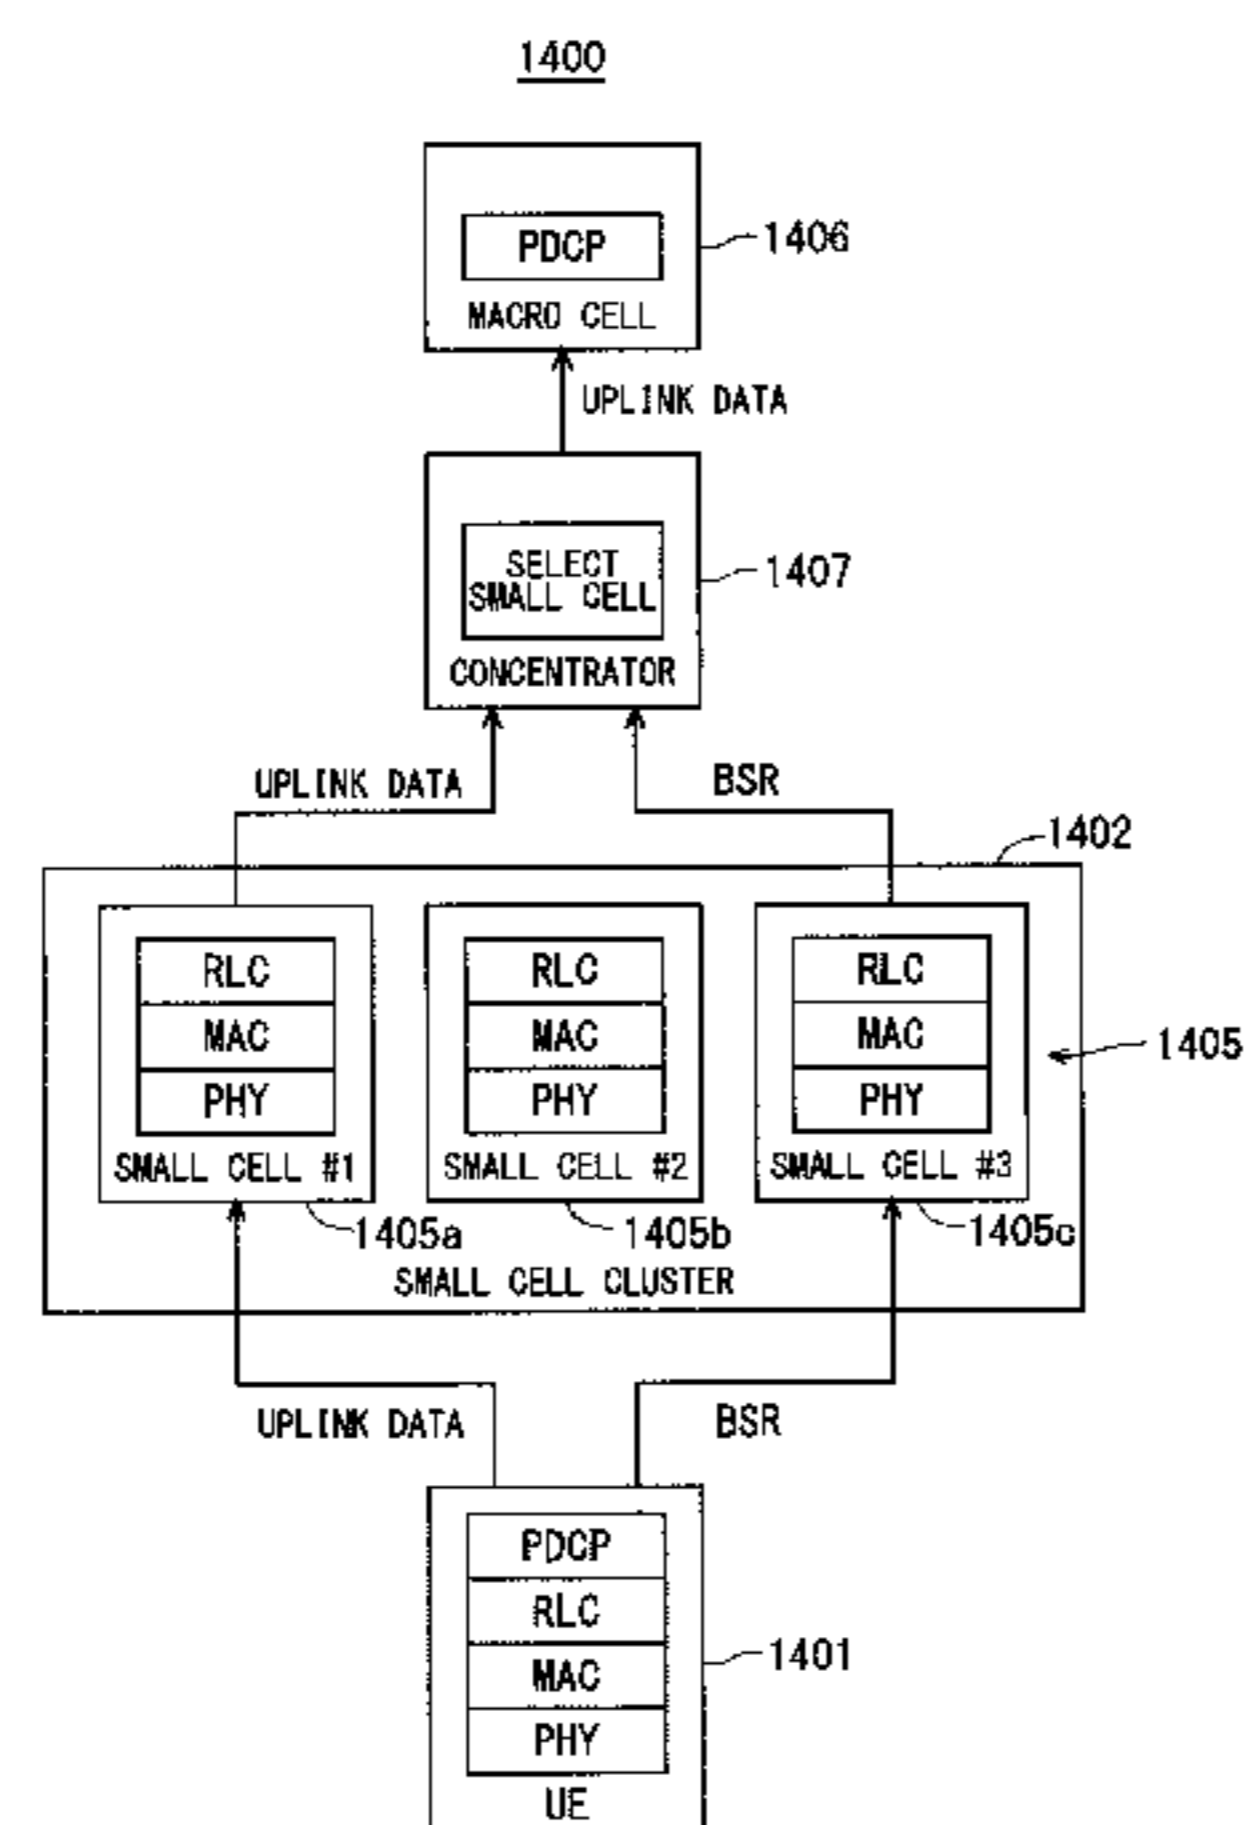 1400
PDCP
1406
MACRO CELL
UPLINK DATA
SELECT
SMALL CELL
1407
CONCENTRATOR
UPLINK DATA
BSR
1402
RLC
RLC
RLC
MAC
MAC
MAC
1405
PHY
PHY
PHY
SMALL CELL #1
SMALL CELL #2
SMALL CELL #3
1405a
1405b
1405c
SMALL CELL CLUSTER
UPLINK DATA
BSR
PDCP
RLC
MAC
1401
PHY
UE